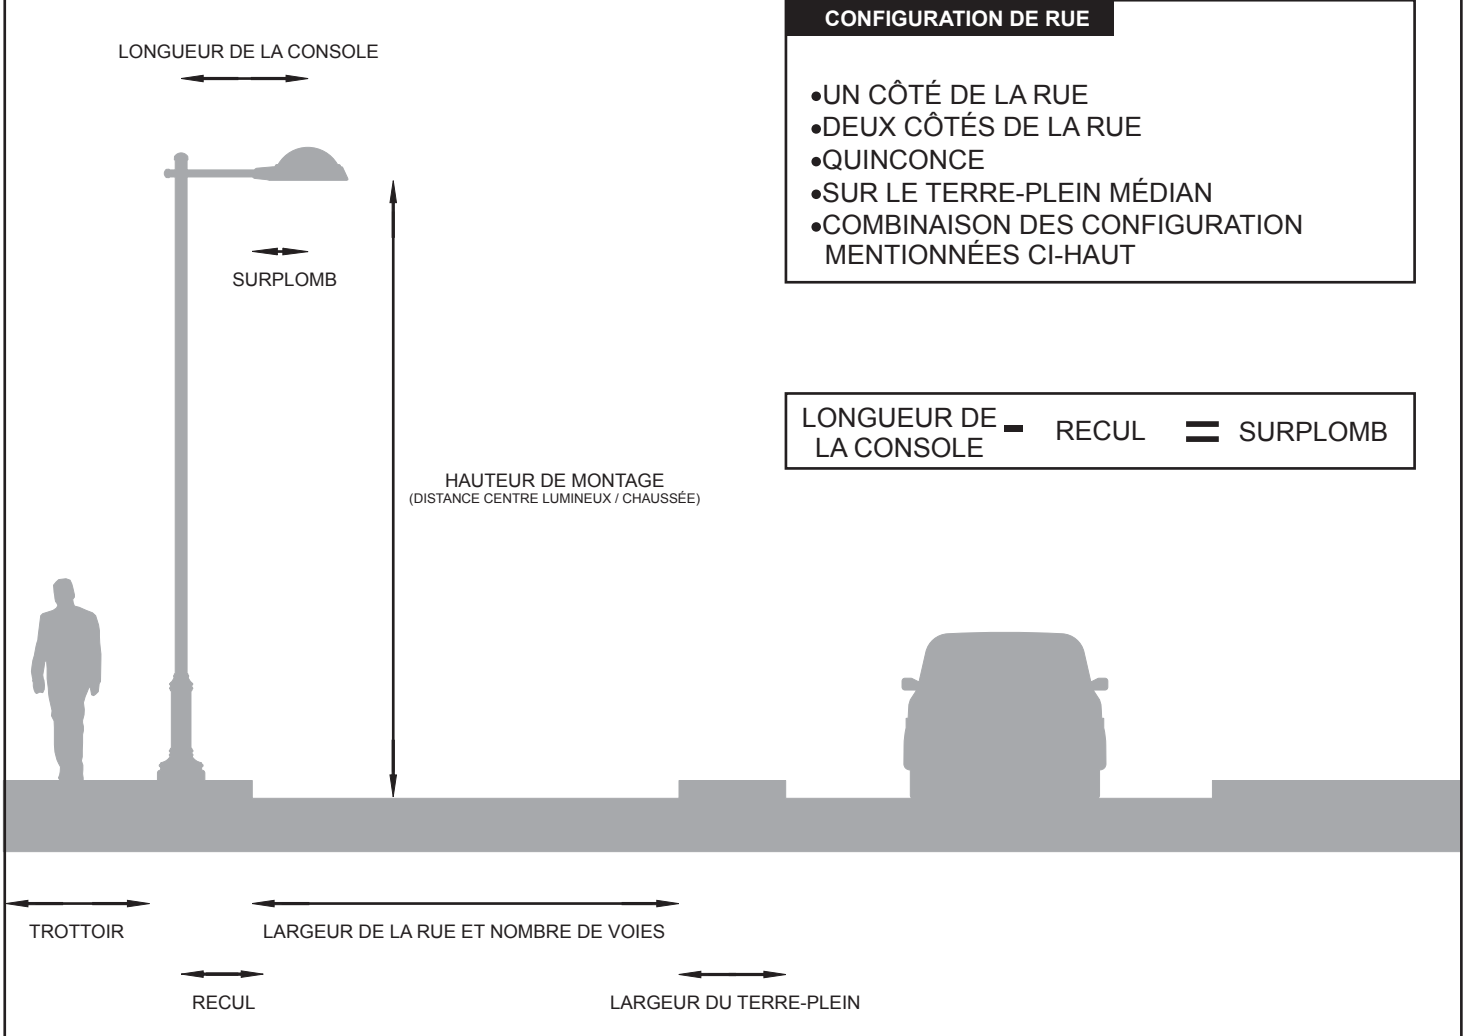 CONFIGURATION DE RUE
•UN CÔTÉ DE LA RUE
•DEUX CÔTÉS DE LA RUE
•QUINCONCE
•SUR LE TERRE-PLEIN MÉDIAN
•COMBINAISON DES CONFIGURATION
MENTIONNÉES CI-HAUT
LONGUEUR DE LA CONSOLE
SURPLOMB
LONGUEUR DE
LA CONSOLE - RECUL = SURPLOMB
HAUTEUR DE MONTAGE
(DISTANCE CENTRE LUMINEUX / CHAUSSÉE)
TROTTOIR
LARGEUR DE LA RUE ET NOMBRE DE VOIES
RECUL
LARGEUR DU TERRE-PLEIN